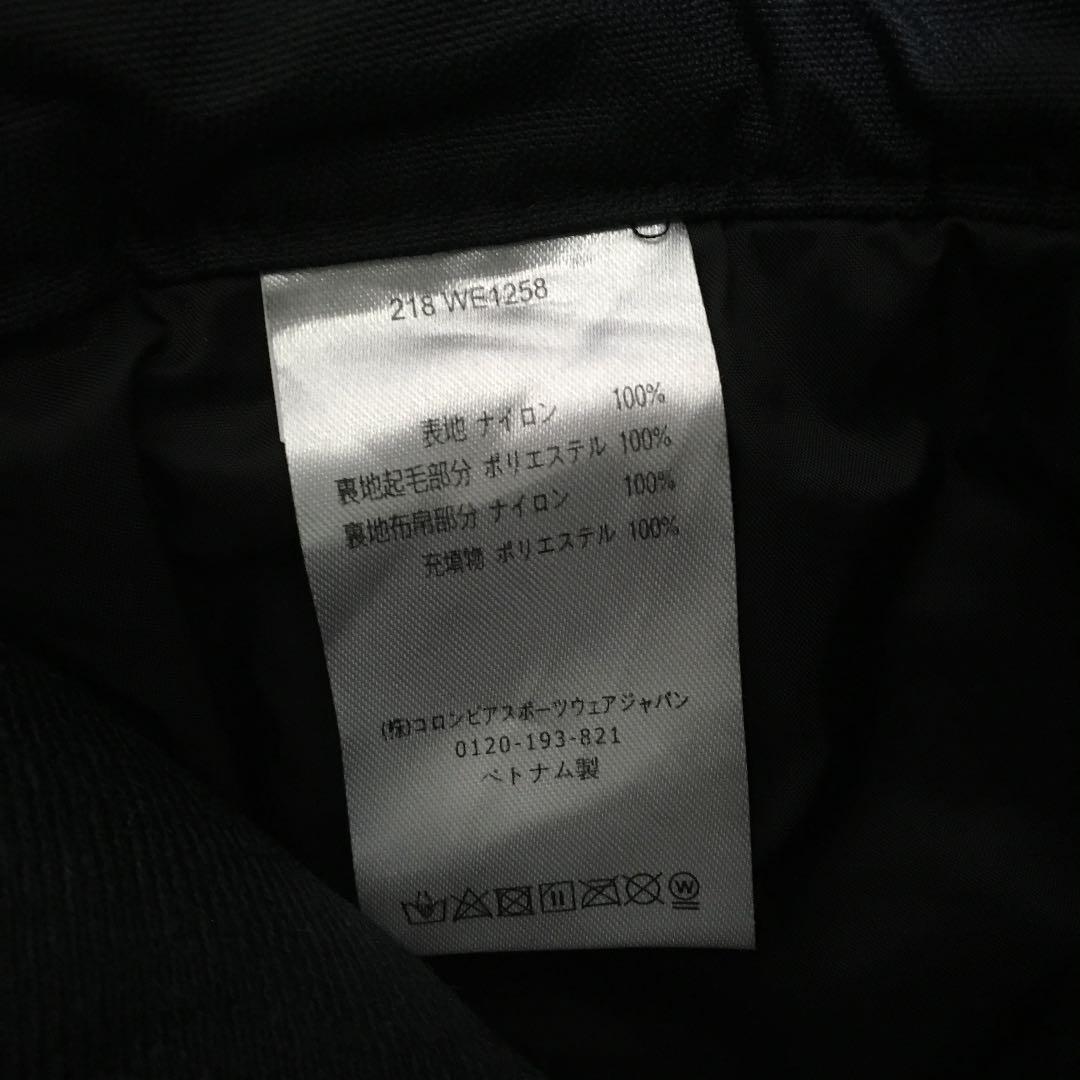 218 WE1258
表地 ナイロン 100%
裏地起毛部分 ポリエステル 100%
裏地布帛部分 ナイロン 100%
充填物 ポリエステル 100%
(株)コロンビアスポーツウェアジャパン
0120-193-821
ベトナム製
W